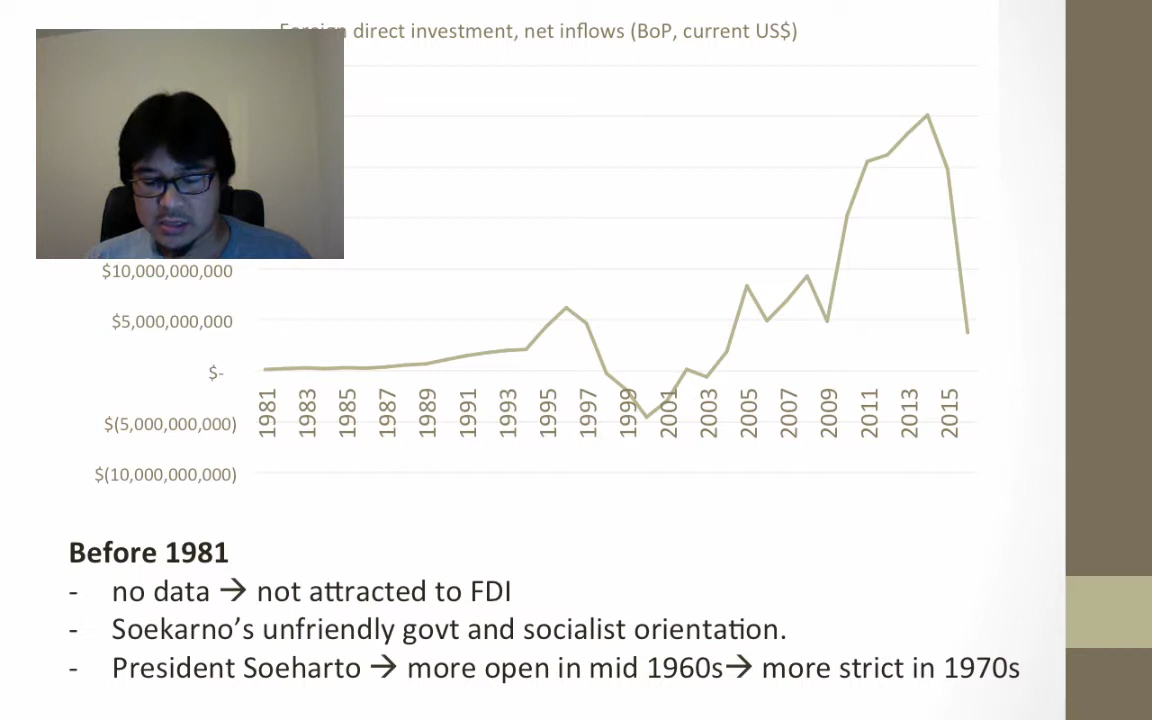 direct investment, net inflows (BoP, current US$)
$10,000,000,000
$5,000,000,000
$-
$(5,000,000,000)
$(10,000,000,000)
1981 1983 1985 1987 1989 1991 1993 1995 1997 1999 2001 2003 2005 2007 2009 2011 2013 2015
Before 1981
- no data → not attracted to FDI
- Soekarno’s unfriendly govt and socialist orientation.
- President Soeharto → more open in mid 1960s→ more strict in 1970s